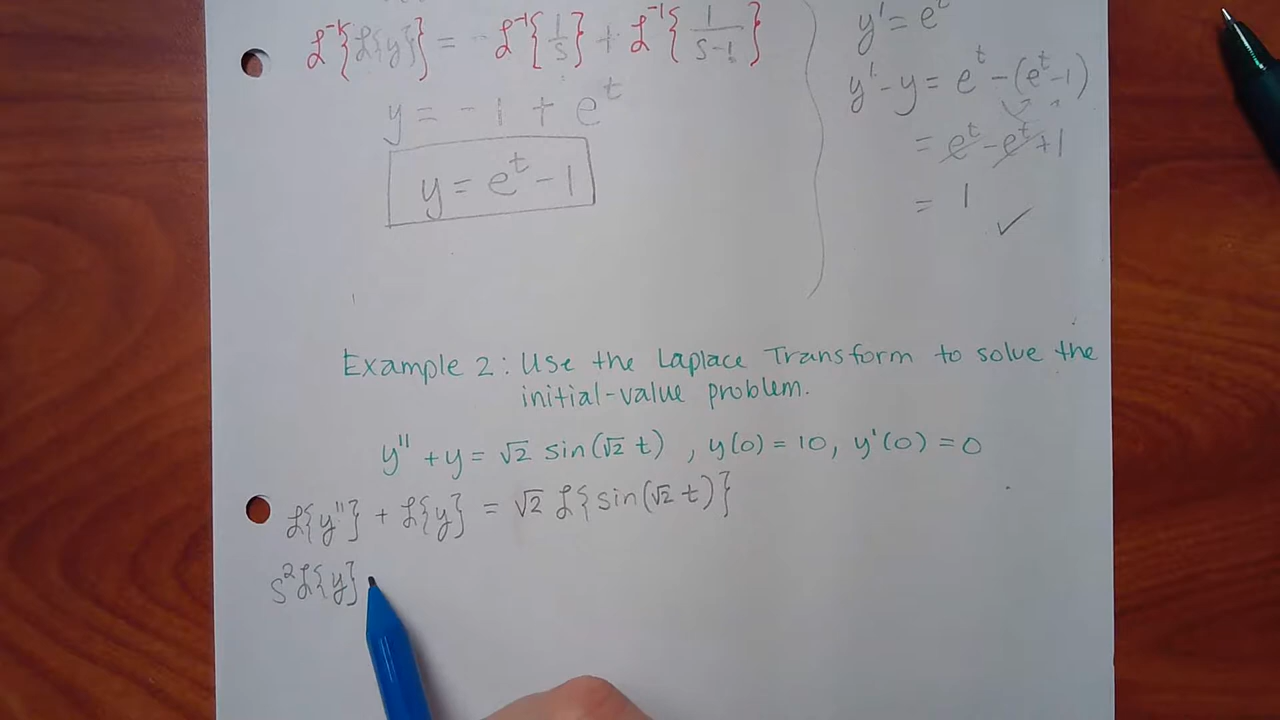 ℒ⁻¹{ℒ{y}} = -ℒ⁻¹{1/s} + ℒ⁻¹{1/(s-1)}
y = -1 + eᵗ
y = eᵗ - 1
y' = eᵗ
y' - y = eᵗ - (eᵗ - 1)
= eᵗ - eᵗ + 1
= 1 ✓
Example 2: Use the Laplace Transform to solve the
initial-value problem.
y'' + y = √2 sin(√2 t), y(0) = 10, y'(0) = 0
ℒ{y''} + ℒ{y} = √2 ℒ{sin(√2 t)}
s²ℒ{y}